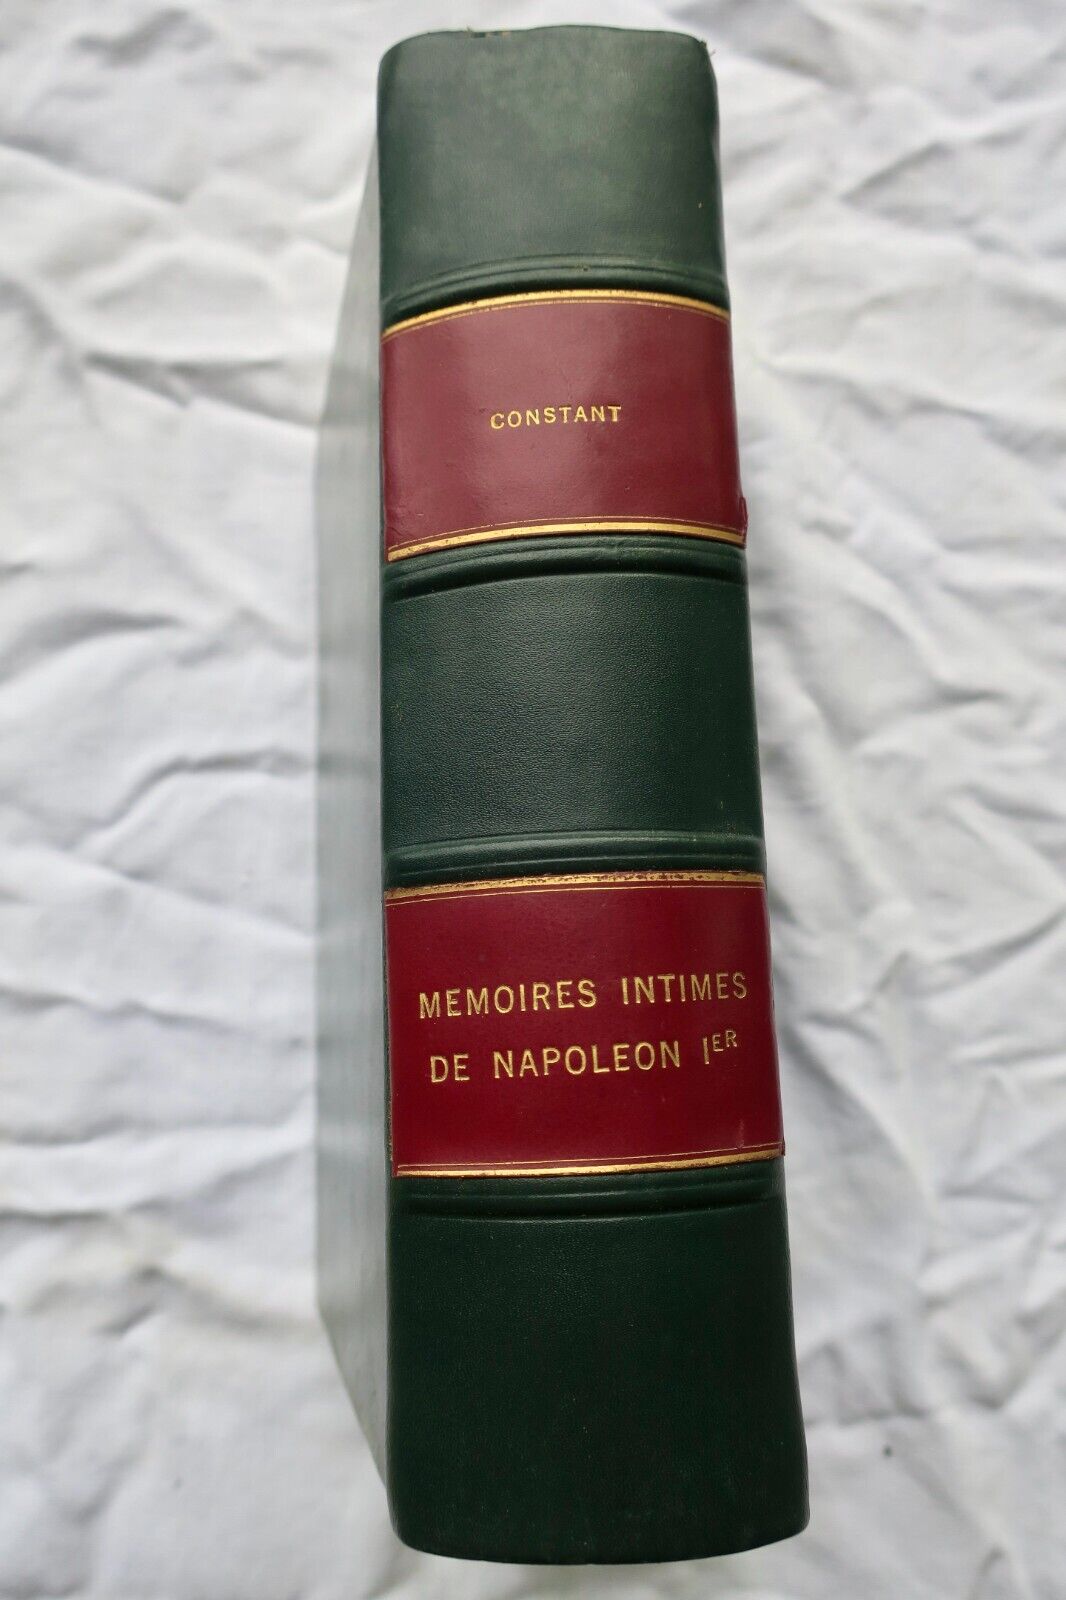 CONSTANT
MEMOIRES INTIMES
DE NAPOLEON IER